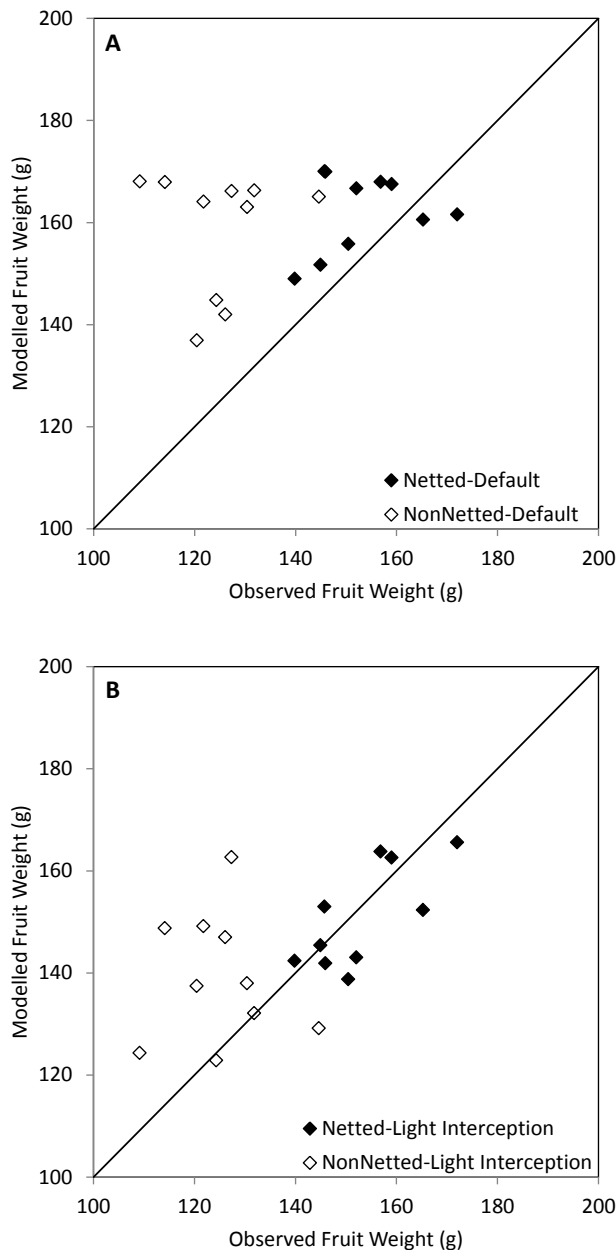 A
200
180
160
140
120
100
Modelled Fruit Weight (g)
Netted-Default
NonNetted-Default
100 120 140 160 180 200
Observed Fruit Weight (g)
B
200
180
160
140
120
100
Modelled Fruit Weight (g)
Netted-Light Interception
NonNetted-Light Interception
100 120 140 160 180 200
Observed Fruit Weight (g)